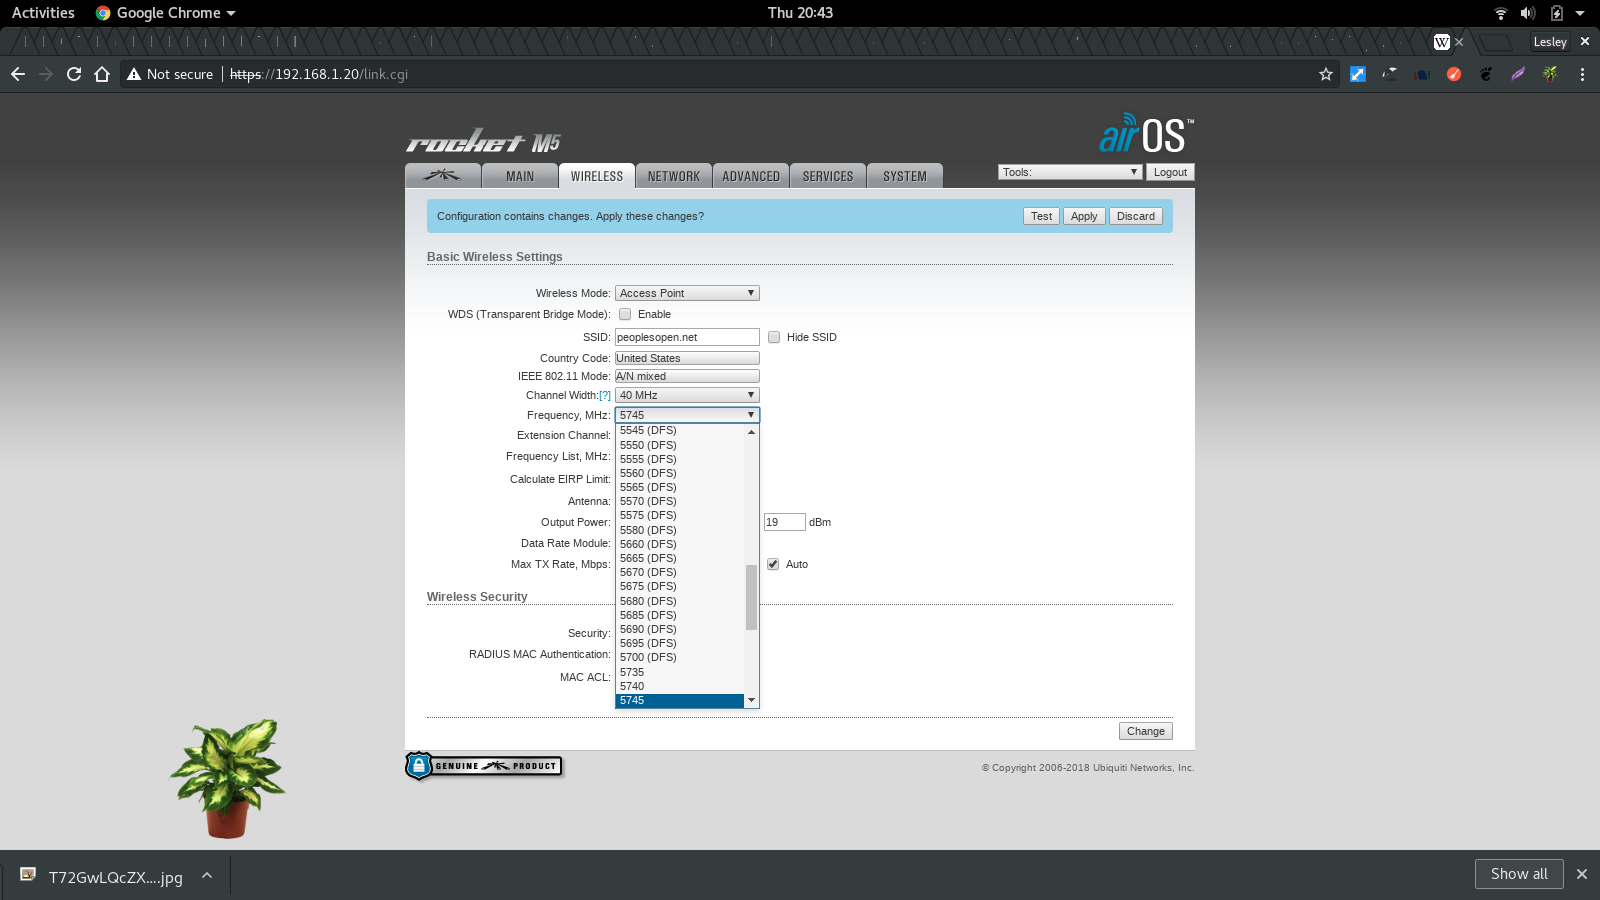 Activities Google Chrome Thu 20:43
W Lesley
Not secure https://192.168.1.20/link.cgi
rocket M5 airOS™
MAIN WIRELESS NETWORK ADVANCED SERVICES SYSTEM Tools: Logout
Configuration contains changes. Apply these changes? Test Apply Discard
Basic Wireless Settings
Wireless Mode: Access Point
WDS (Transparent Bridge Mode): Enable
SSID: peoplesopen.net Hide SSID
Country Code: United States
IEEE 802.11 Mode: A/N mixed
Channel Width:[?] 40 MHz
Frequency, MHz: 5745
5545 (DFS)
Extension Channel:
5550 (DFS)
Frequency List, MHz:
5555 (DFS)
5560 (DFS)
Calculate EIRP Limit:
5565 (DFS)
Antenna:
5570 (DFS)
5575 (DFS)
Output Power: 19 dBm
5580 (DFS)
Data Rate Module:
5660 (DFS)
5665 (DFS)
Max TX Rate, Mbps: Auto
5670 (DFS)
5675 (DFS)
Wireless Security
5680 (DFS)
5685 (DFS)
5690 (DFS)
Security:
5695 (DFS)
RADIUS MAC Authentication:
5700 (DFS)
5735
MAC ACL:
5740
5745
Change
GENUINE PRODUCT
© Copyright 2006-2018 Ubiquiti Networks, Inc.
T72GwLQcZX....jpg Show all